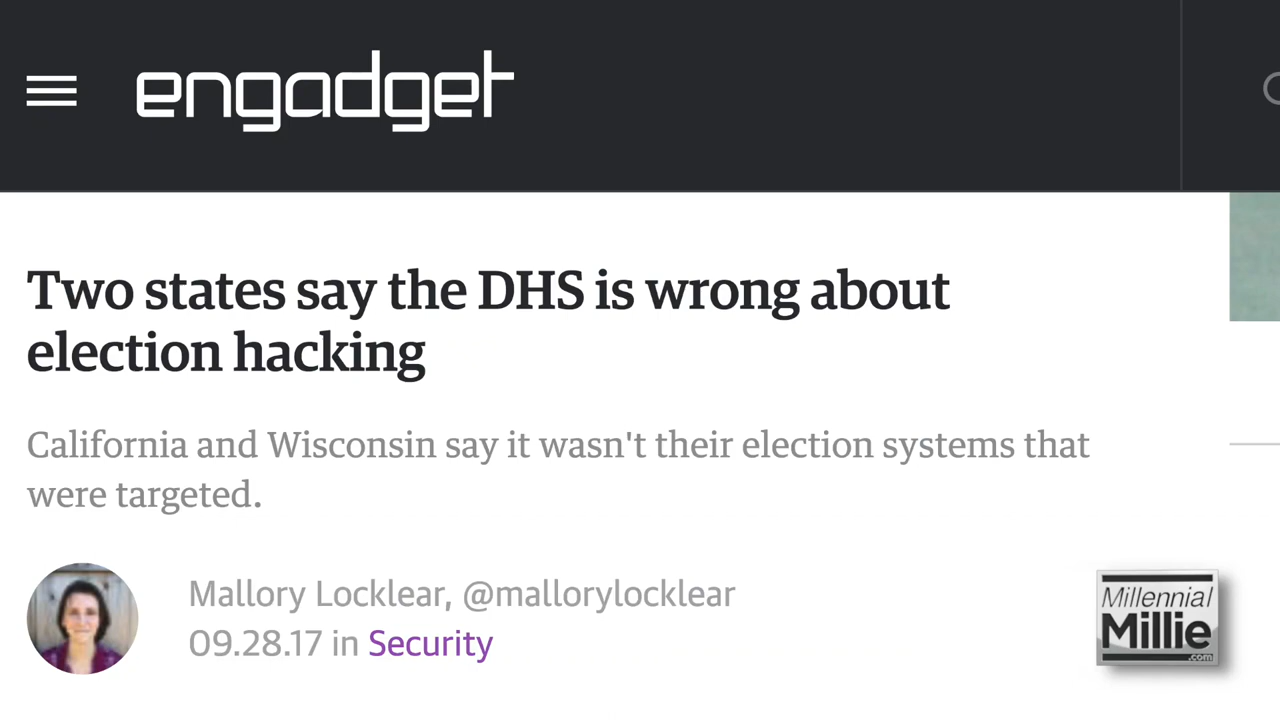 engadget
Two states say the DHS is wrong about
election hacking
California and Wisconsin say it wasn't their election systems that
were targeted.
Mallory Locklear, @mallorylocklear
09.28.17 in Security
Millennial
Millie
.com